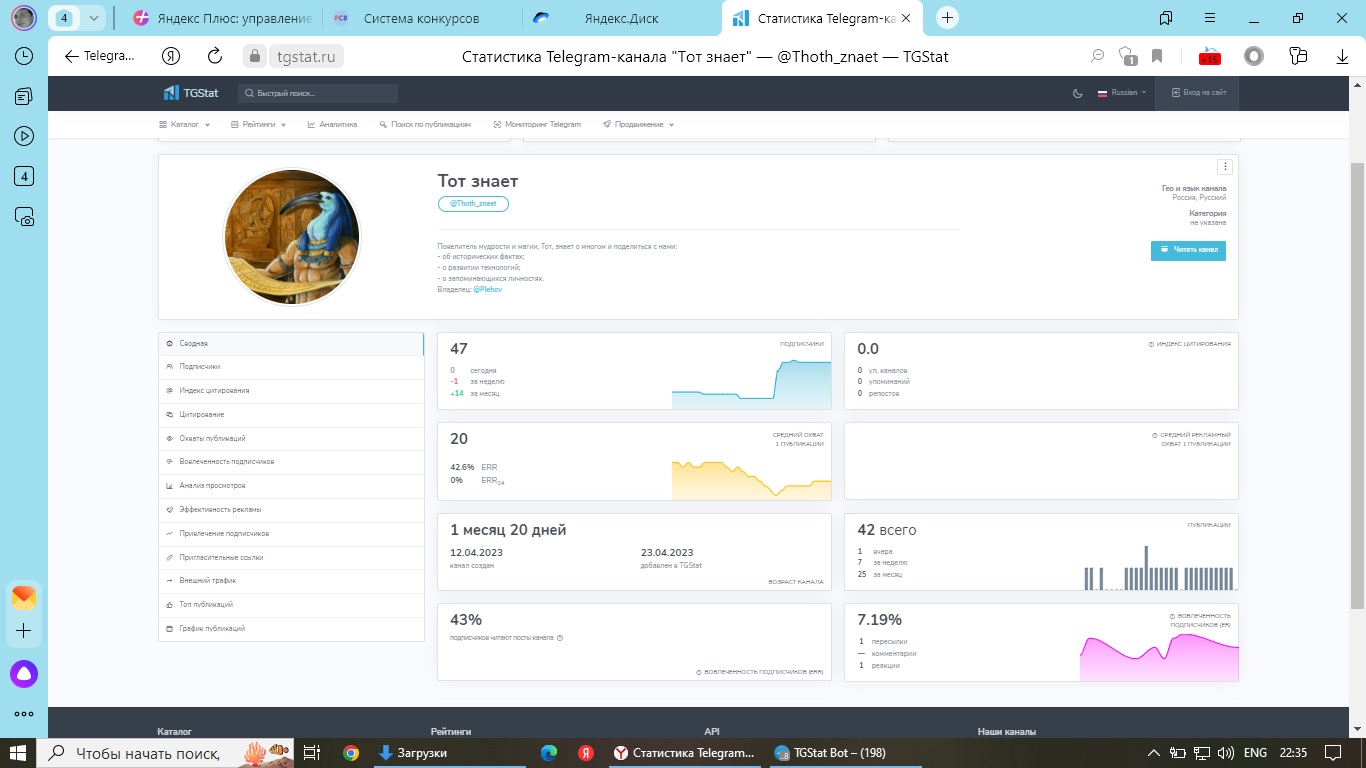 4
Яндекс Плюс: управление
РСВ
Система конкурсов
Яндекс.Диск
Статистика Telegram-ка
Telegra...
tgstat.ru
Статистика Telegram-канала "Тот знает" — @Thoth_znaet — TGStat
1
+15
4
TGStat
Быстрый поиск...
Russian
Вход на сайт
Каталог
Рейтинги
Аналитика
Поиск по публикациям
Мониторинг Telegram
Продвижение
Тот знает
@Thoth_znaet
Повелитель мудрости и магии, Тот, знает о многом и поделиться с нами:
- об исторических фактах;
- о развитии технологий;
- о запоминающихся личностях.
Владелец: @Plehov
Гео и язык канала
Россия, Русский
Категория
не указана
Читать канал
Сводная
Подписчики
Индекс цитирования
Цитирование
Охваты публикаций
Вовлеченность подписчиков
Анализ просмотров
Эффективность рекламы
Привлечение подписчиков
Пригласительные ссылки
Внешний трафик
Топ публикаций
График публикаций
47
ПОДПИСЧИКИ
0 сегодня
-1 за неделю
+14 за месяц
0.0
ИНДЕКС ЦИТИРОВАНИЯ
0 уп. каналов
0 упоминаний
0 репостов
20
СРЕДНИЙ ОХВАТ
1 ПУБЛИКАЦИИ
42.6% ERR
0% ERR24
СРЕДНИЙ РЕКЛАМНЫЙ
ОХВАТ 1 ПУБЛИКАЦИИ
1 месяц 20 дней
12.04.2023
канал создан
23.04.2023
добавлен в TGStat
ВОЗРАСТ КАНАЛА
42 всего
ПУБЛИКАЦИИ
1 вчера
7 за неделю
25 за месяц
43%
подписчиков читают посты канала
ВОВЛЕЧЕННОСТЬ ПОДПИСЧИКОВ (ERR)
7.19%
ВОВЛЕЧЕННОСТЬ
ПОДПИСЧИКОВ (ER)
1 пересылки
— комментарии
1 реакции
Каталог
Рейтинги
API
Наши каналы
Чтобы начать поиск,
Загрузки
Статистика Telegram...
TGStat Bot – (198)
ENG
22:35